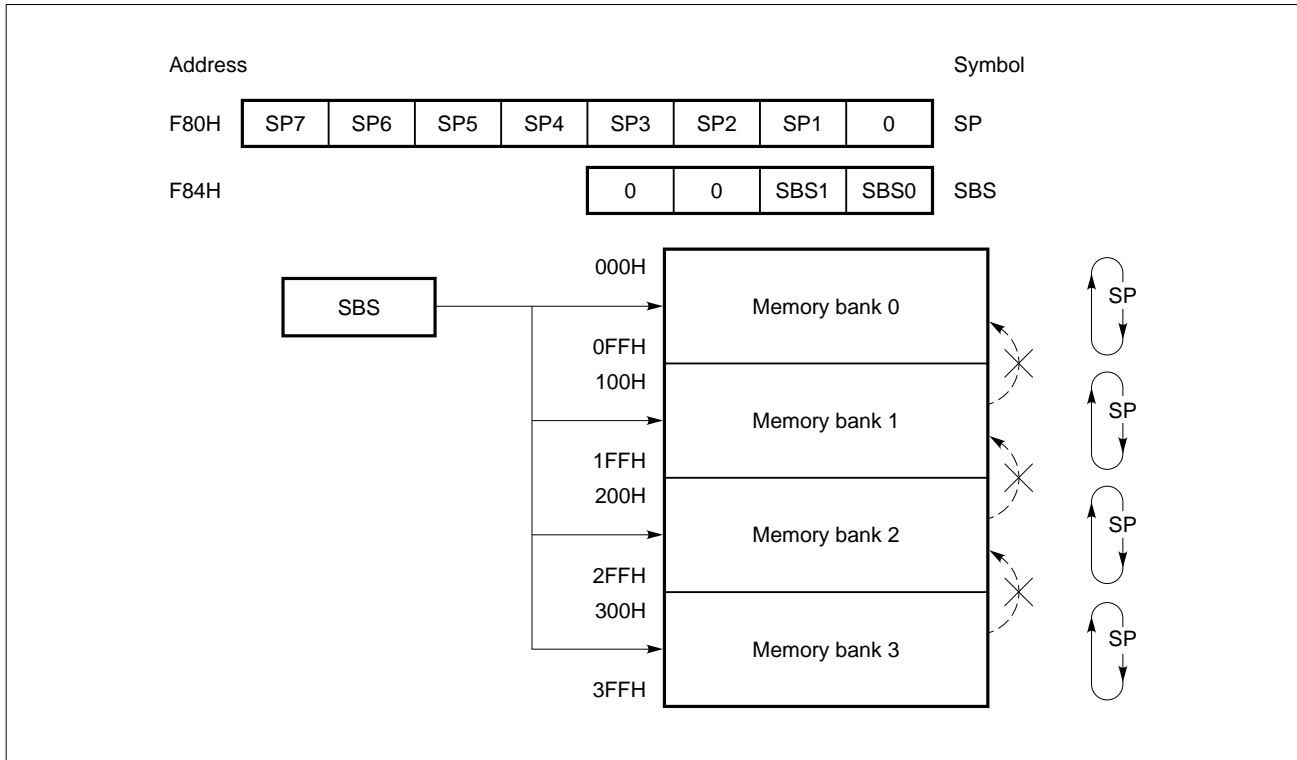 Address Symbol
F80H SP7 SP6 SP5 SP4 SP3 SP2 SP1 0 SP
F84H 0 0 SBS1 SBS0 SBS
000H
SBS Memory bank 0 SP
0FFH
100H
Memory bank 1 SP
1FFH
200H
Memory bank 2 SP
2FFH
300H
Memory bank 3 SP
3FFH